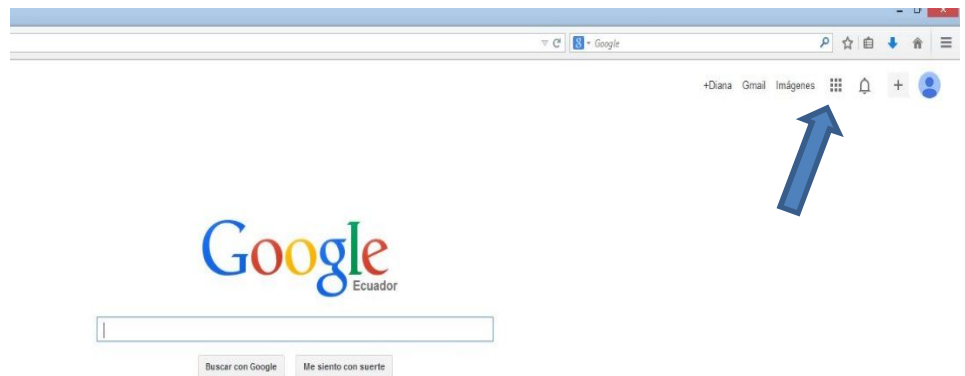 Google
+Diana Gmail Imágenes
Google
Ecuador
Buscar con Google Me siento con suerte